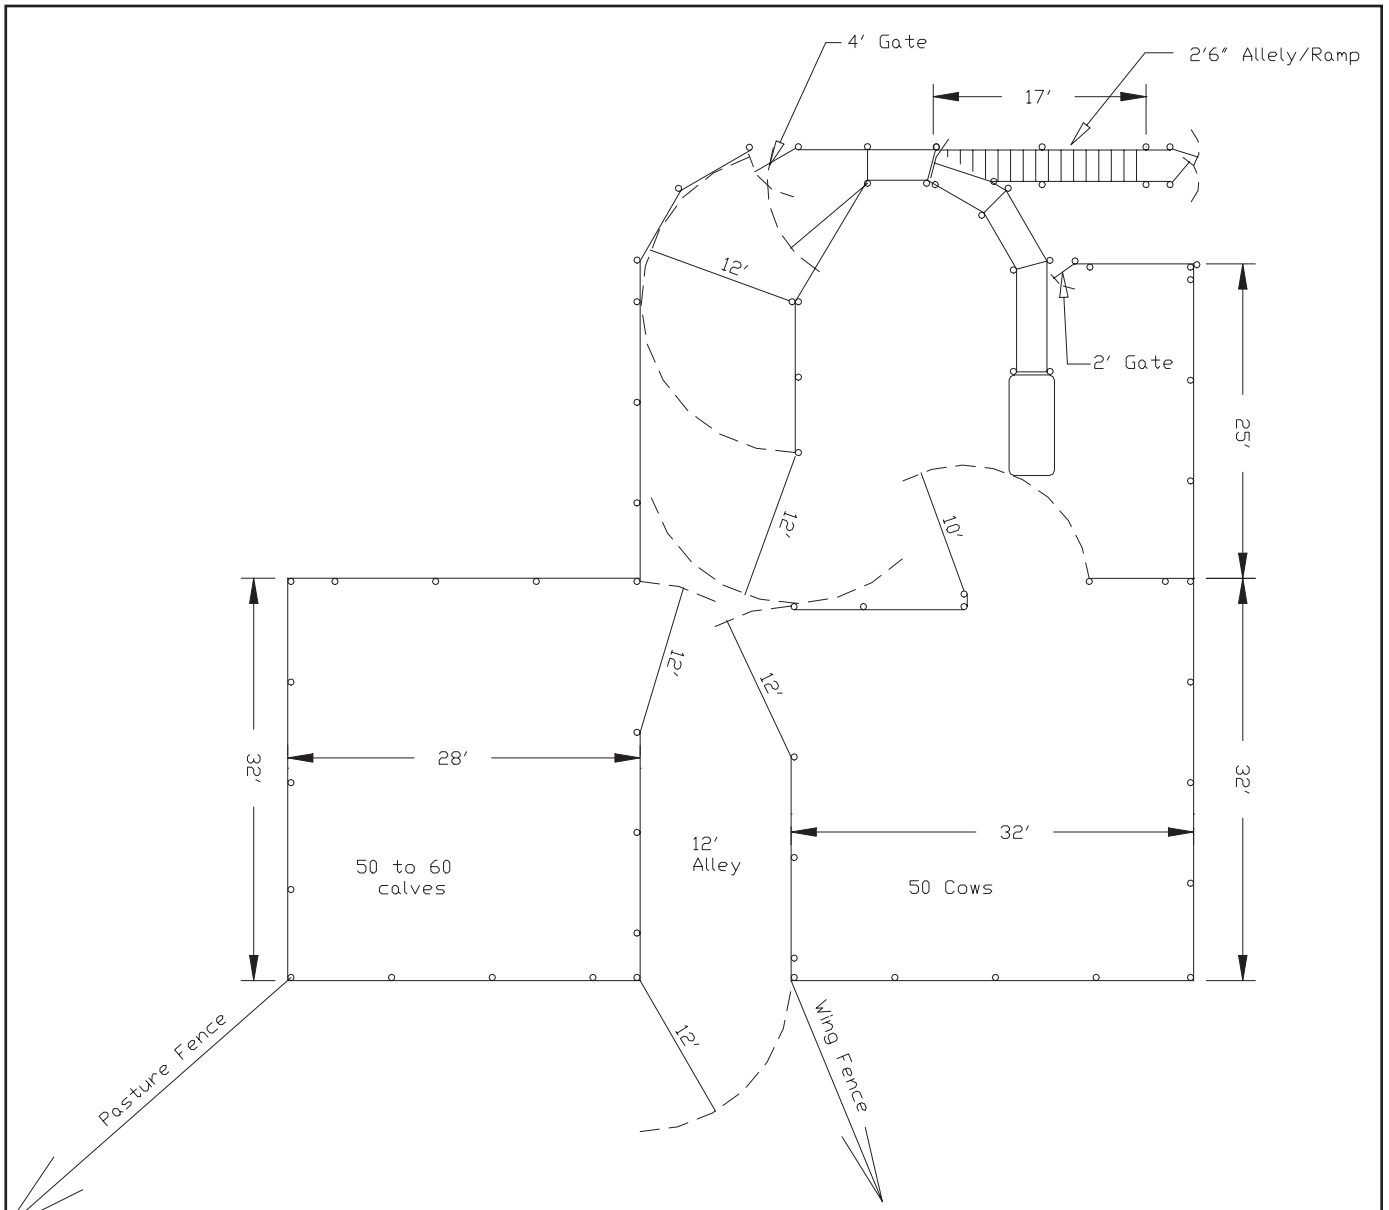 4' Gate
2'6" Allely/Ramp
17'
12'
2' Gate
25'
12'
10'
12'
12'
32'
28'
32'
32'
12'
Alley
50 to 60
calves
50 Cows
12'
Wing Fence
Pasture Fence